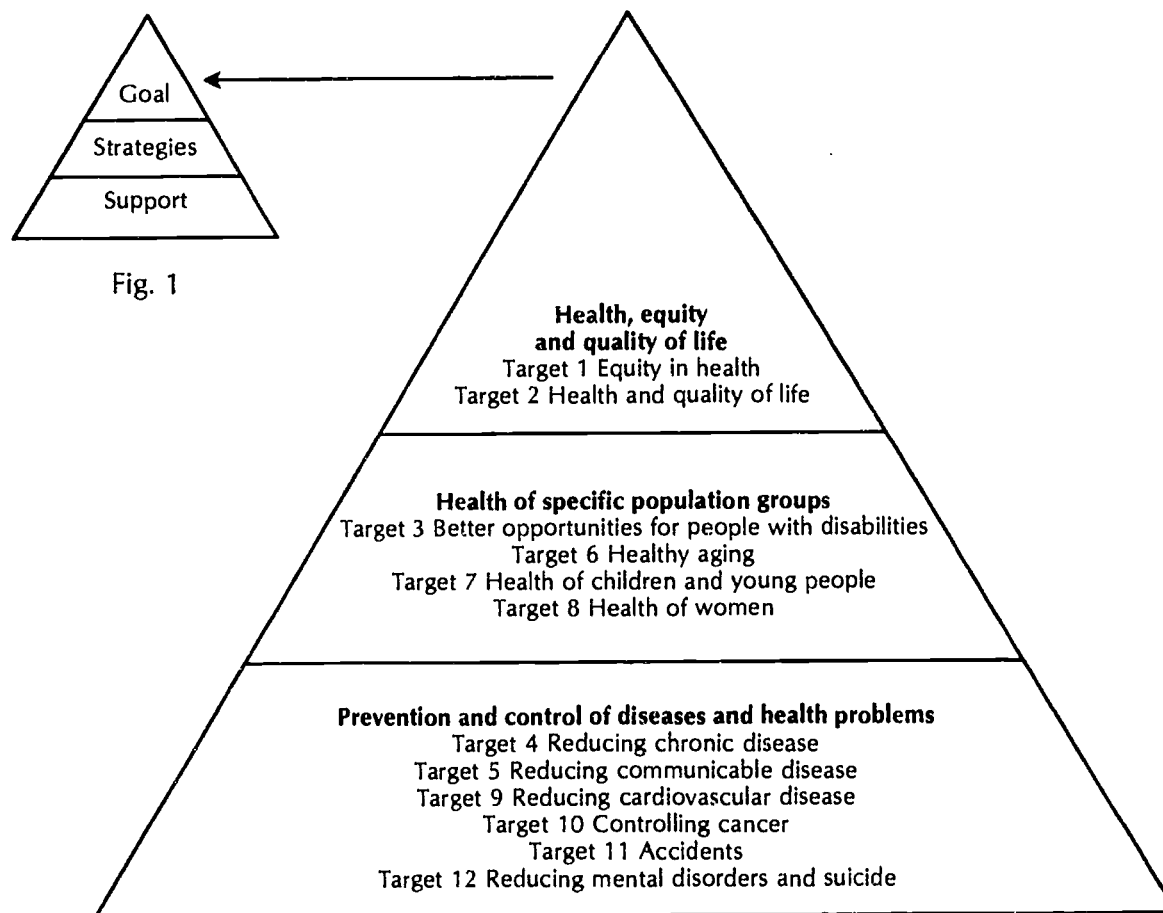 Goal
Strategies
Support
Fig. 1
Health, equity
and quality of life
Target 1 Equity in health
Target 2 Health and quality of life
Health of specific population groups
Target 3 Better opportunities for people with disabilities
Target 6 Healthy aging
Target 7 Health of children and young people
Target 8 Health of women
Prevention and control of diseases and health problems
Target 4 Reducing chronic disease
Target 5 Reducing communicable disease
Target 9 Reducing cardiovascular disease
Target 10 Controlling cancer
Target 11 Accidents
Target 12 Reducing mental disorders and suicide